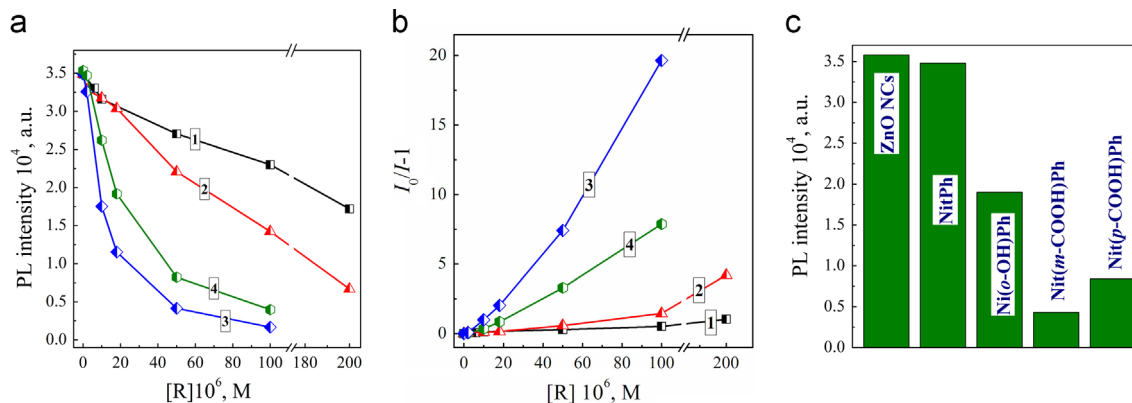 a
PL intensity 10⁴, a.u.
3.5
3.0
2.5
2.0
1.5
1.0
0.5
0.0
1
2
4
3
0 20 40 60 80 100 180 200
[R]10⁶, M
b
I₀/I-1
20
15
10
5
0
3
4
2
1
0 20 40 60 80 100 200
[R] 10⁶, M
c
PL intensity 10⁴, a.u.
3.5
3.0
2.5
2.0
1.5
1.0
0.5
0.0
ZnO NCs
NitPh
Ni(o-OH)Ph
Nit(m-COOH)Ph
Nit(p-COOH)Ph